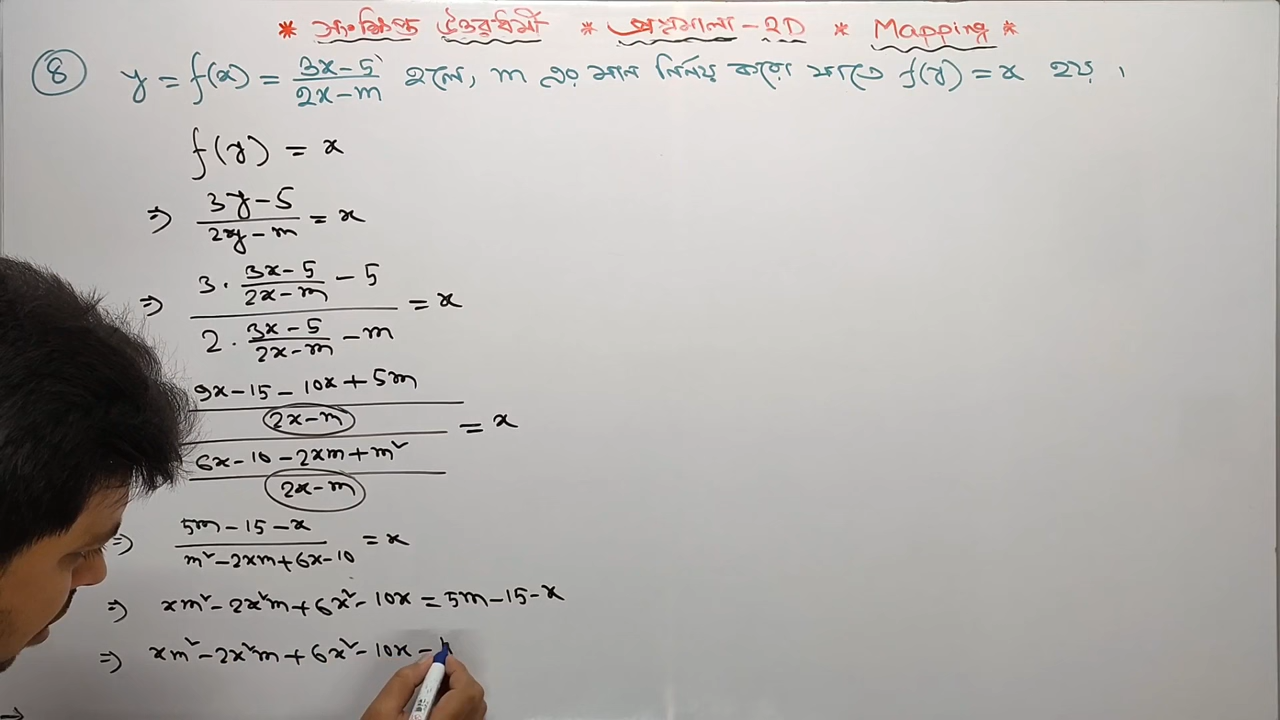 * সংক্ষিপ্ত উত্তরধর্মী * প্রশ্নমালা - 2D * Mapping *
৪ y = f(x) = (3x-5)/(2x-m) হলে, m এর মান নির্ণয় করো যাতে f(y) = x হয় ।
f(y) = x
⇒ (3y-5)/(2y-m) = x
⇒ (3 · (3x-5)/(2x-m) - 5)/(2 · (3x-5)/(2x-m) - m) = x
((9x-15-10x+5m)/(2x-m))/((6x-10-2xm+m²)/(2x-m)) = x
⇒ (5m-15-x)/(m²-2xm+6x-10) = x
⇒ xm²-2x²m+6x²-10x = 5m-15-x
⇒ xm²-2x²m+6x²-10x-
⇒